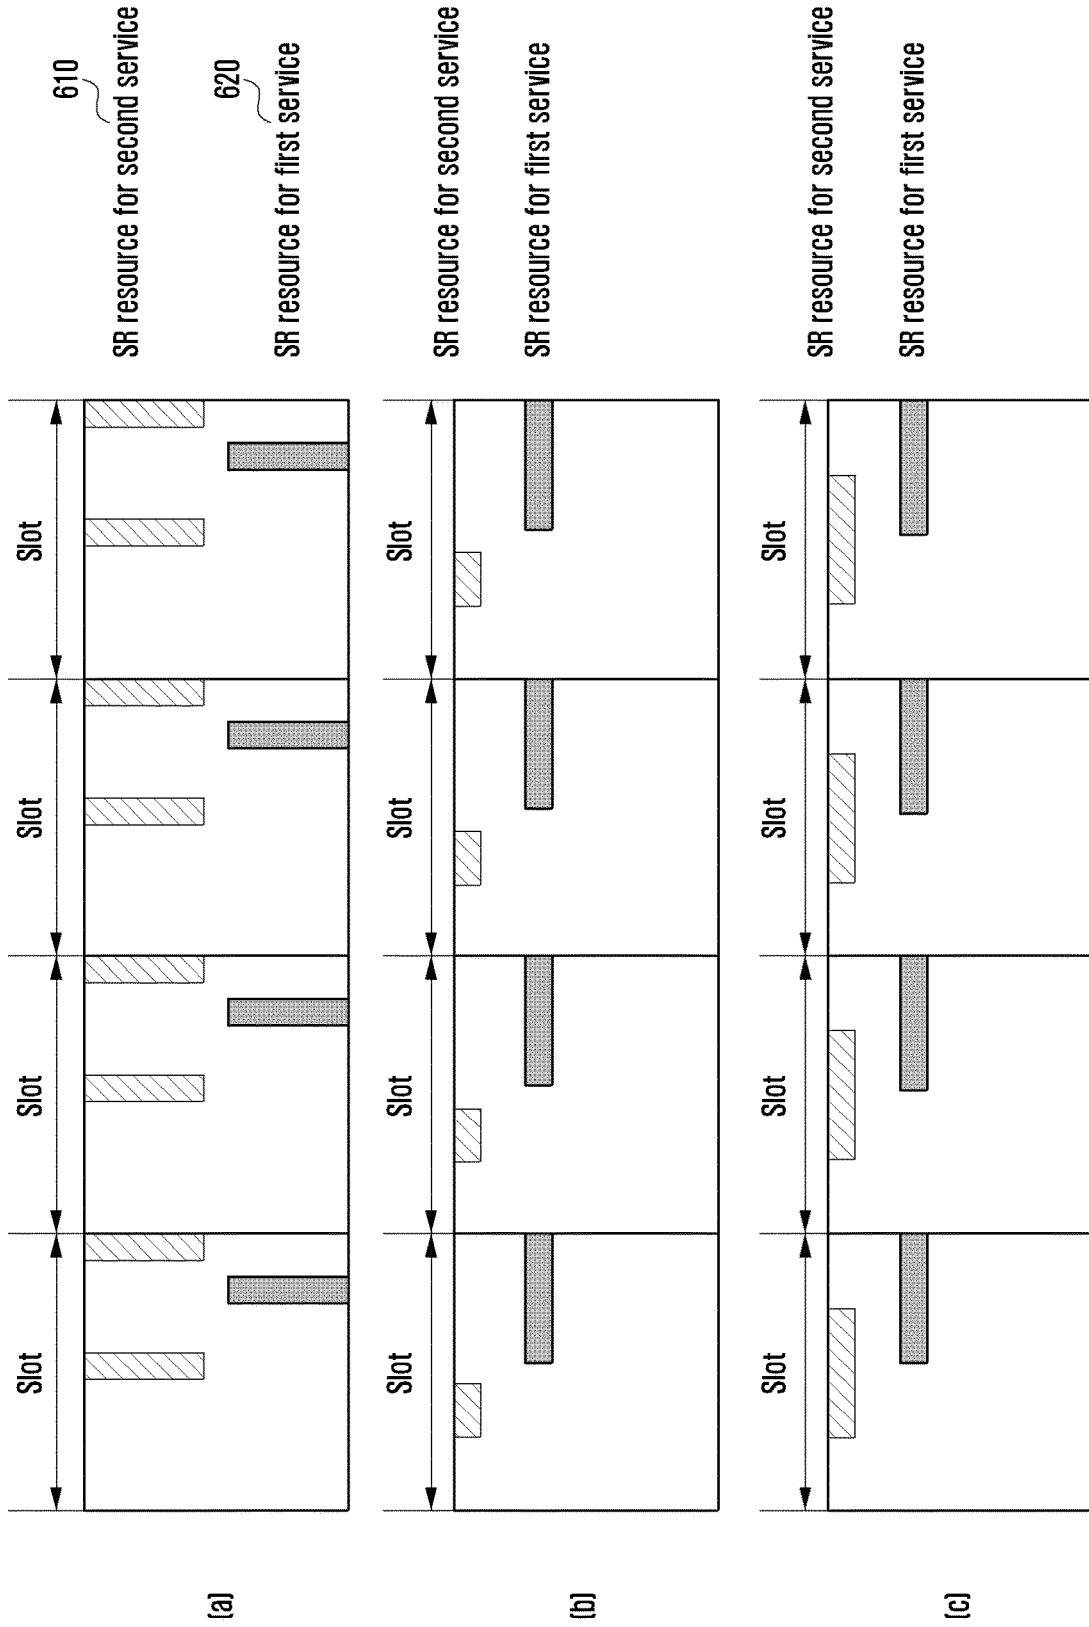 610
Slot Slot Slot Slot
SR resource for second service
620
(a)
SR resource for first service
Slot Slot Slot Slot
SR resource for second service
SR resource for first service
(b)
Slot Slot Slot Slot
SR resource for second service
SR resource for first service
(c)